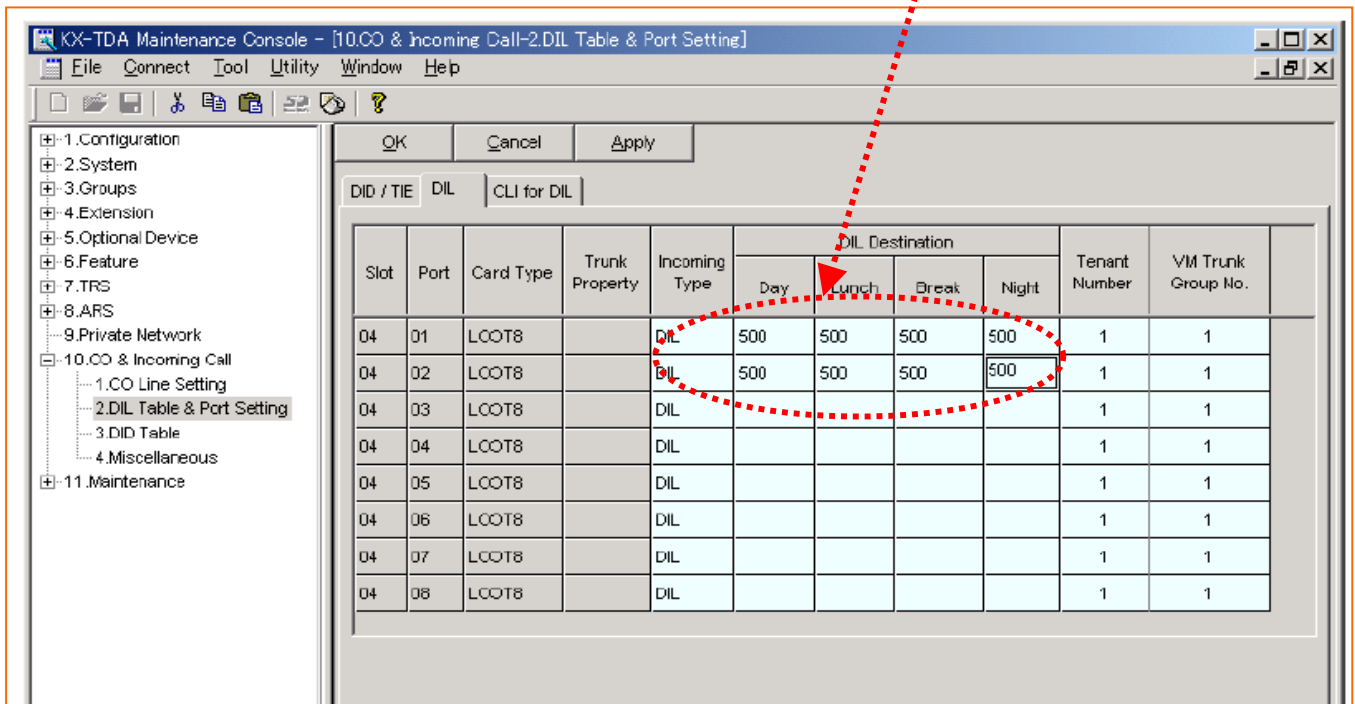 KX-TDA Maintenance Console - [10.CO & Incoming Call-2.DIL Table & Port Setting]
File Connect Tool Utility Window Help
1.Configuration
2.System
3.Groups
4.Extension
5.Optional Device
6.Feature
7.TRS
8.ARS
9.Private Network
10.CO & Incoming Call
1.CO Line Setting
2.DIL Table & Port Setting
3.DID Table
4.Miscellaneous
11.Maintenance
OK Cancel Apply
DID / TIE DIL CLI for DIL
Slot Port Card Type Trunk Property Incoming Type DIL Destination Tenant Number VM Trunk Group No.
Day Lunch Break Night
04 01 LCOT8 DIL 500 500 500 500 1 1
04 02 LCOT8 DIL 500 500 500 500 1 1
04 03 LCOT8 DIL 1 1
04 04 LCOT8 DIL 1 1
04 05 LCOT8 DIL 1 1
04 06 LCOT8 DIL 1 1
04 07 LCOT8 DIL 1 1
04 08 LCOT8 DIL 1 1